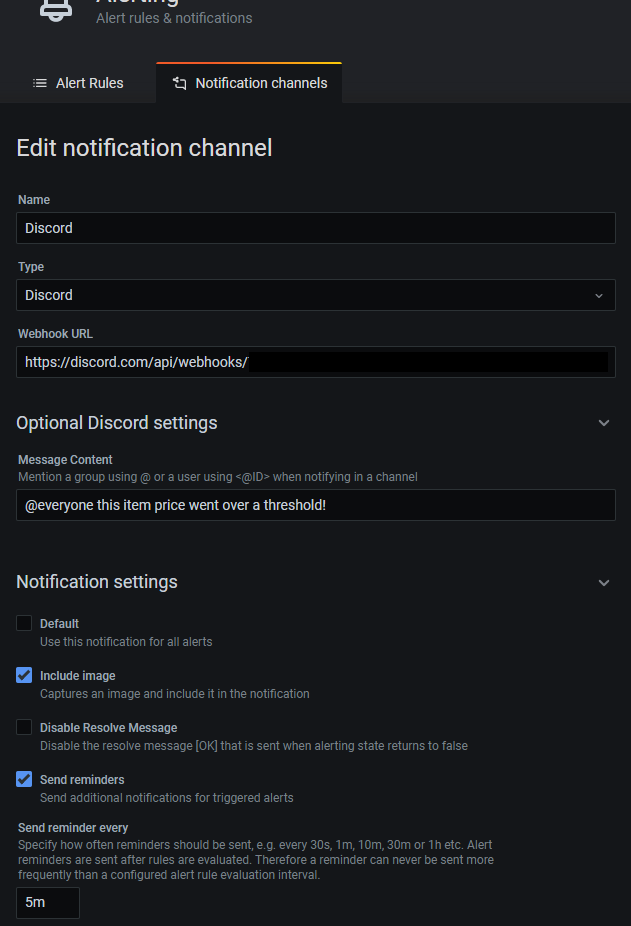 Alerting
Alert rules & notifications
Alert Rules
Notification channels
Edit notification channel
Name
Discord
Type
Discord
Webhook URL
https://discord.com/api/webhooks/
Optional Discord settings
Message Content
Mention a group using @ or a user using <@ID> when notifying in a channel
@everyone this item price went over a threshold!
Notification settings
Default
Use this notification for all alerts
Include image
Captures an image and include it in the notification
Disable Resolve Message
Disable the resolve message [OK] that is sent when alerting state returns to false
Send reminders
Send additional notifications for triggered alerts
Send reminder every
Specify how often reminders should be sent, e.g. every 30s, 1m, 10m, 30m or 1h etc. Alert
reminders are sent after rules are evaluated. Therefore a reminder can never be sent more
frequently than a configured alert rule evaluation interval.
5m